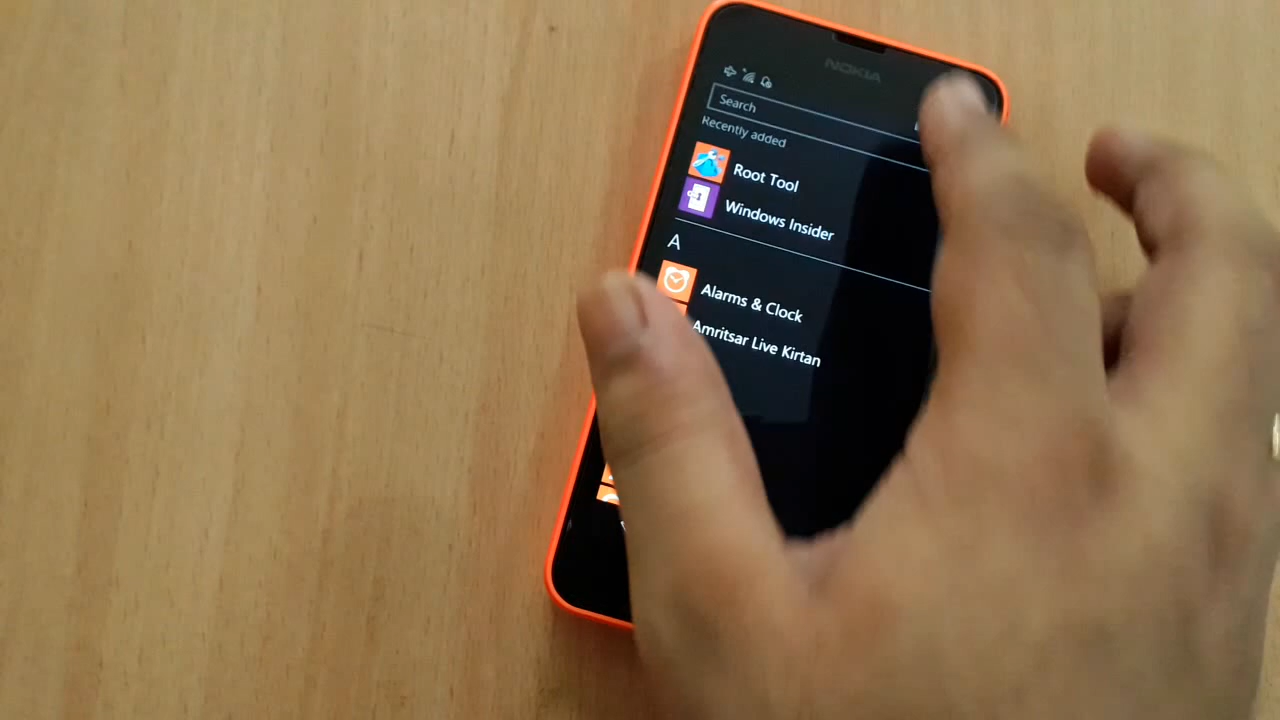 NOKIA
Search
Recently added
Root Tool
Windows Insider
A
Alarms & Clock
Amritsar Live Kirtan